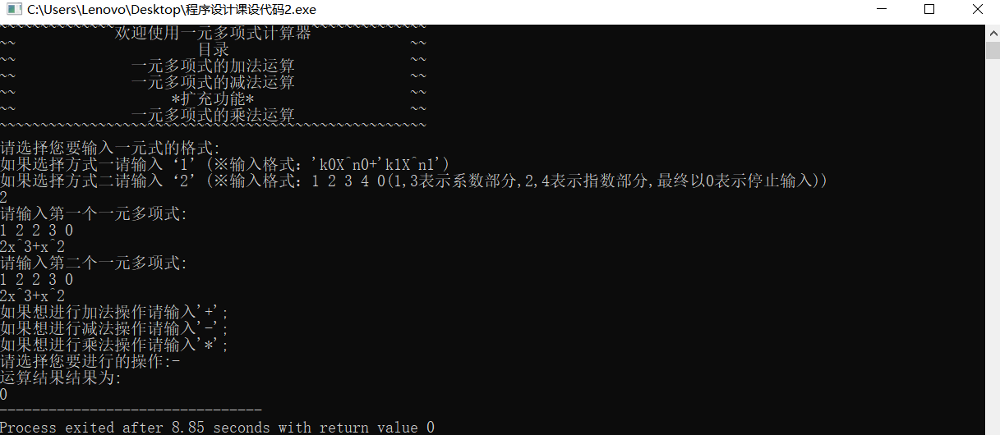 C:\Users\Lenovo\Desktop\程序设计课设代码2.exe
~~~~~~~~~~~~~~欢迎使用一元多项式计算器~~~~~~~~~~~~~~
~~ 目录 ~~
~~ 一元多项式的加法运算 ~~
~~ 一元多项式的减法运算 ~~
~~ *扩充功能* ~~
~~ 一元多项式的乘法运算 ~~
~~~~~~~~~~~~~~~~~~~~~~~~~~~~~~~~~~~~~~~~~~~~~~~~~~~~
请选择您要输入一元式的格式:
如果选择方式一请输入‘1’(※输入格式：'k0X^n0+'k1X^n1')
如果选择方式二请输入‘2’(※输入格式：1 2 3 4 0(1,3表示系数部分,2,4表示指数部分,最终以0表示停止输入))
2
请输入第一个一元多项式:
1 2 2 3 0
2x^3+x^2
请输入第二个一元多项式:
1 2 2 3 0
2x^3+x^2
如果想进行加法操作请输入'+';
如果想进行减法操作请输入'-';
如果想进行乘法操作请输入'*';
请选择您要进行的操作:-
运算结果结果为:
0
--------------------------------
Process exited after 8.85 seconds with return value 0